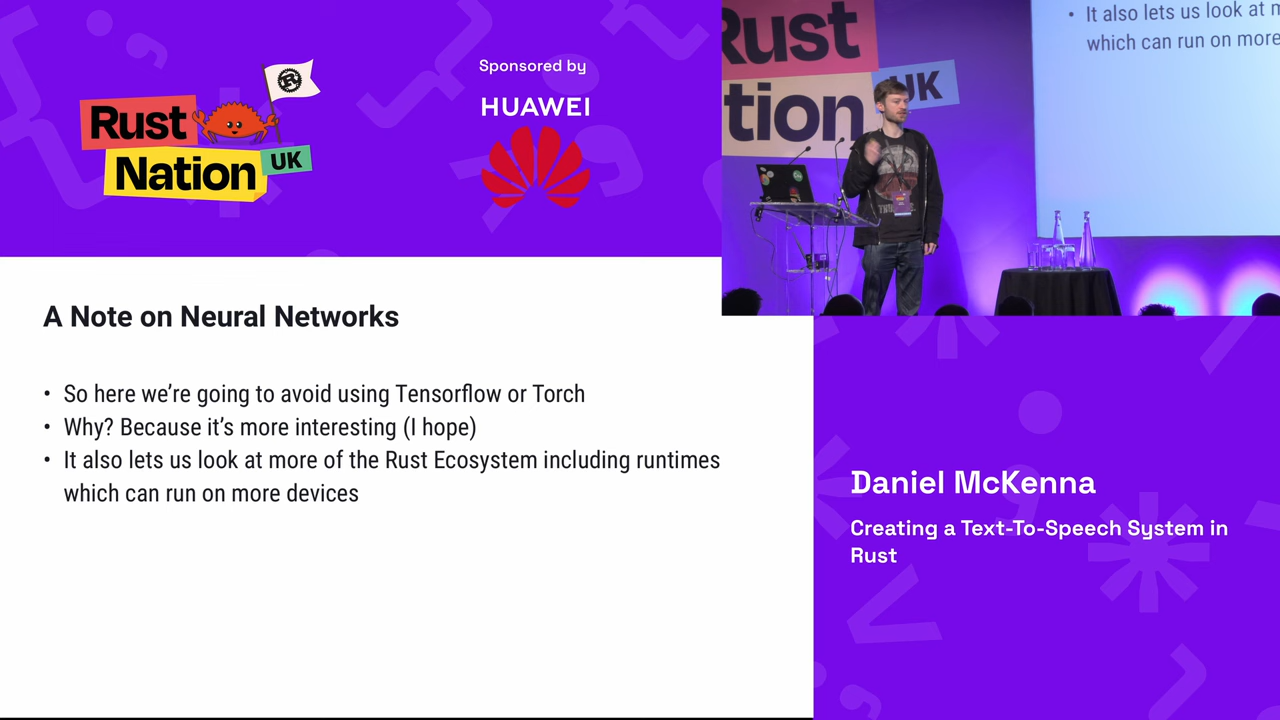 Rust
Nation
UK
Sponsored by
HUAWEI
Rust
tion
UK
• It also lets us look at
which can run on more
A Note on Neural Networks
• So here we’re going to avoid using Tensorflow or Torch
• Why? Because it’s more interesting (I hope)
• It also lets us look at more of the Rust Ecosystem including runtimes
which can run on more devices
Daniel McKenna
Creating a Text-To-Speech System in
Rust